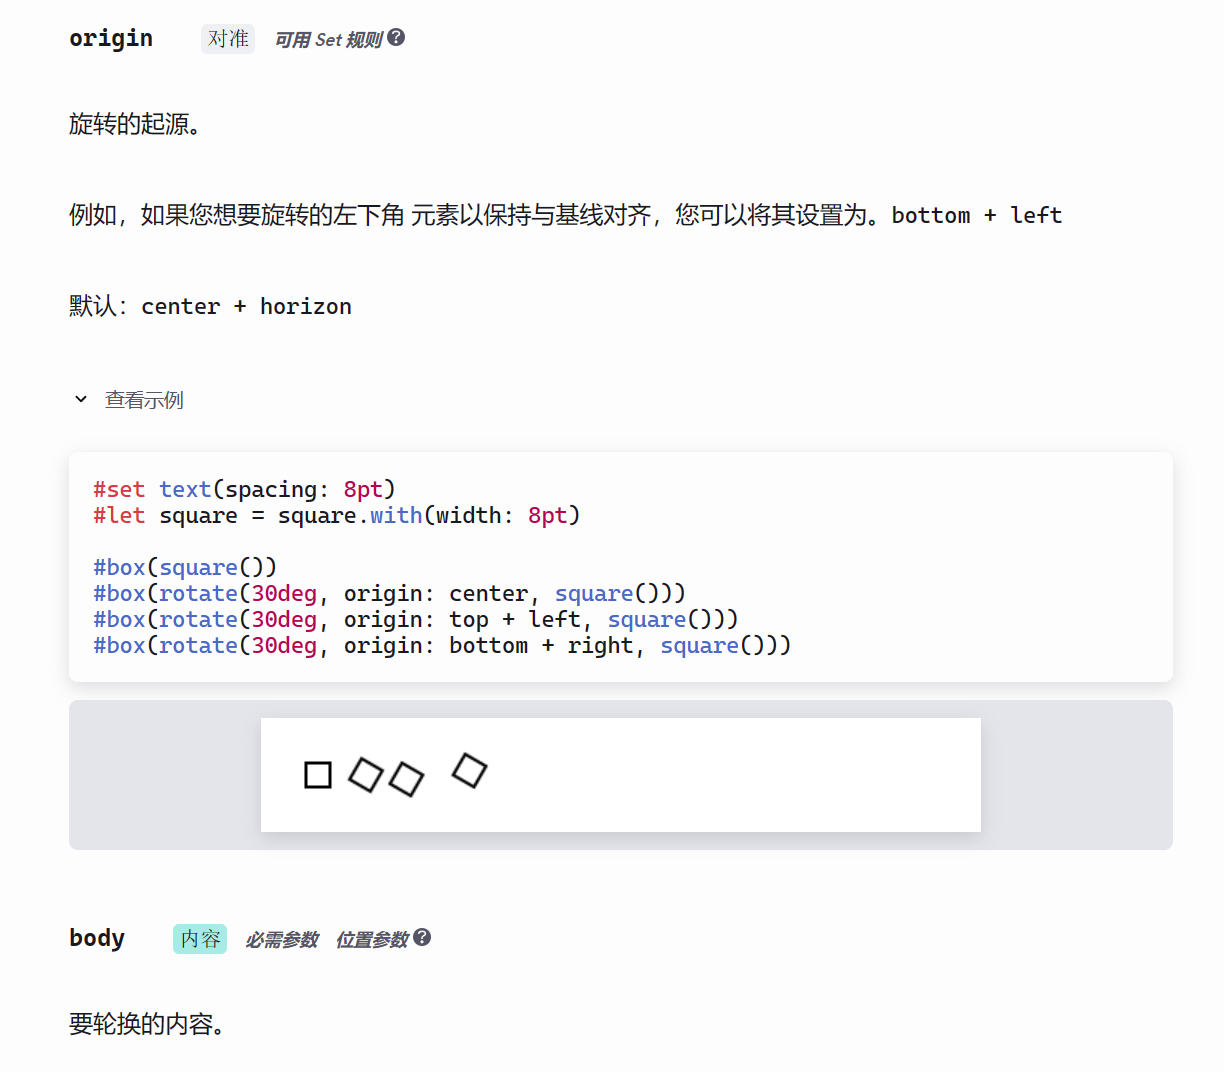 origin 对准 可用 Set 规则 ?
旋转的起源。
例如，如果您想要旋转的左下角 元素以保持与基线对齐，您可以将其设置为。bottom + left
默认：center + horizon
查看示例
#set text(spacing: 8pt)
#let square = square.with(width: 8pt)
#box(square())
#box(rotate(30deg, origin: center, square()))
#box(rotate(30deg, origin: top + left, square()))
#box(rotate(30deg, origin: bottom + right, square()))
body 内容 必需参数 位置参数 ?
要轮换的内容。